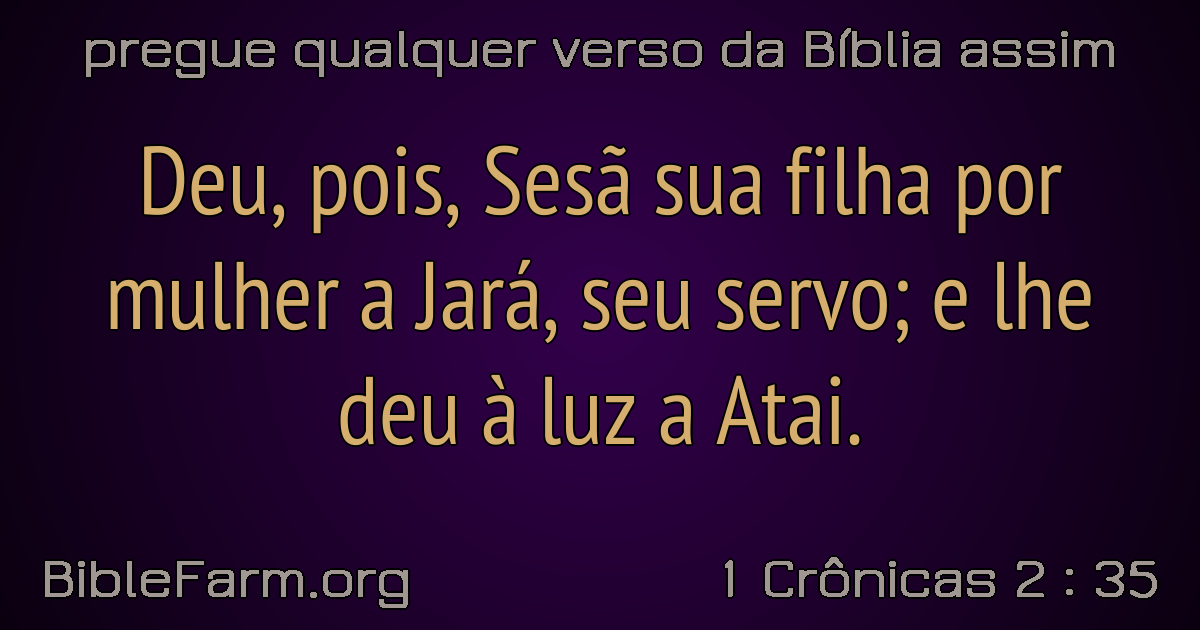 pregue qualquer verso da Bíblia assim
Deu, pois, Sesã sua filha por
mulher a Jará, seu servo; e lhe
deu à luz a Atai.
BibleFarm.org
1 Crônicas 2 : 35